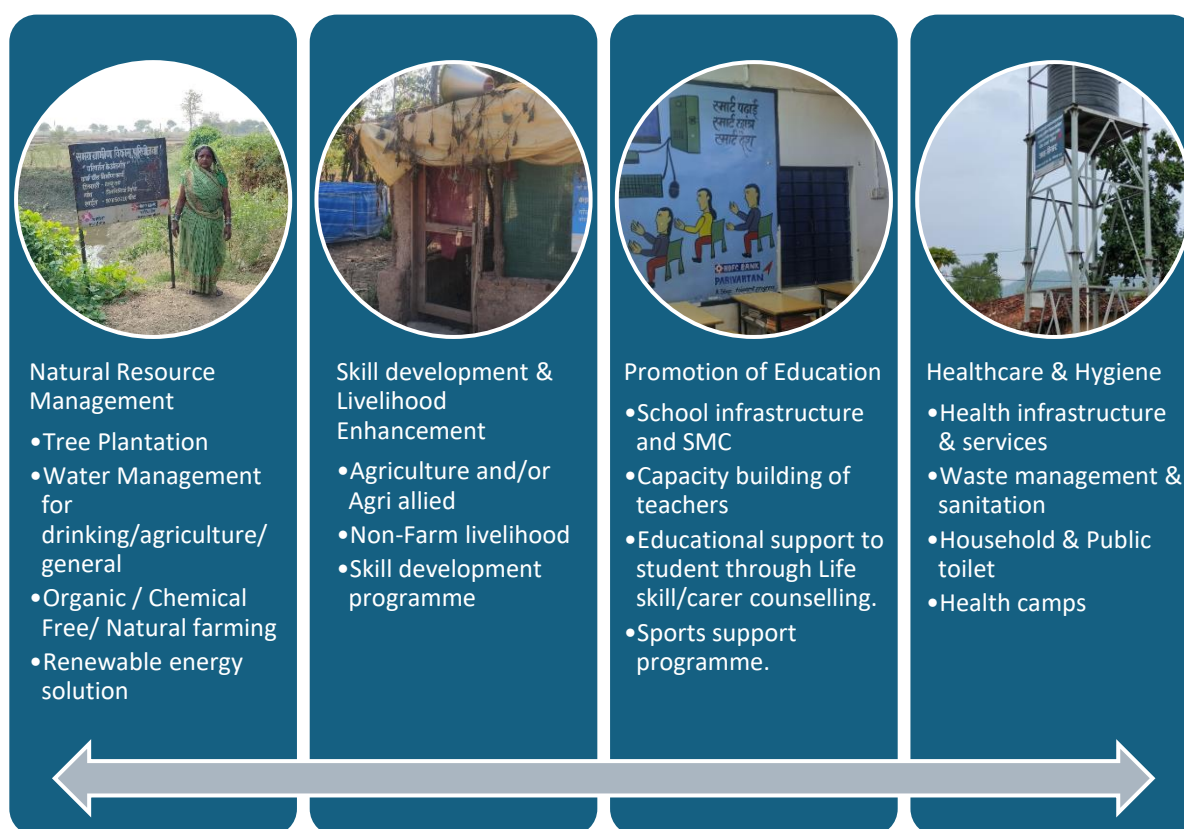 स्मार्ट पढाई
स्मार्ट छात्र
स्मार्ट देश
HDFC BANK
PARIVARTAN
Natural Resource
Management
•Tree Plantation
•Water Management
for
drinking/agriculture/
general
•Organic / Chemical
Free/ Natural farming
•Renewable energy
solution
Skill development &
Livelihood
Enhancement
•Agriculture and/or
Agri allied
•Non-Farm livelihood
•Skill development
programme
Promotion of Education
•School infrastructure
and SMC
•Capacity building of
teachers
•Educational support to
student through Life
skill/carer counselling.
•Sports support
programme.
Healthcare & Hygiene
•Health infrastructure
& services
•Waste management &
sanitation
•Household & Public
toilet
•Health camps